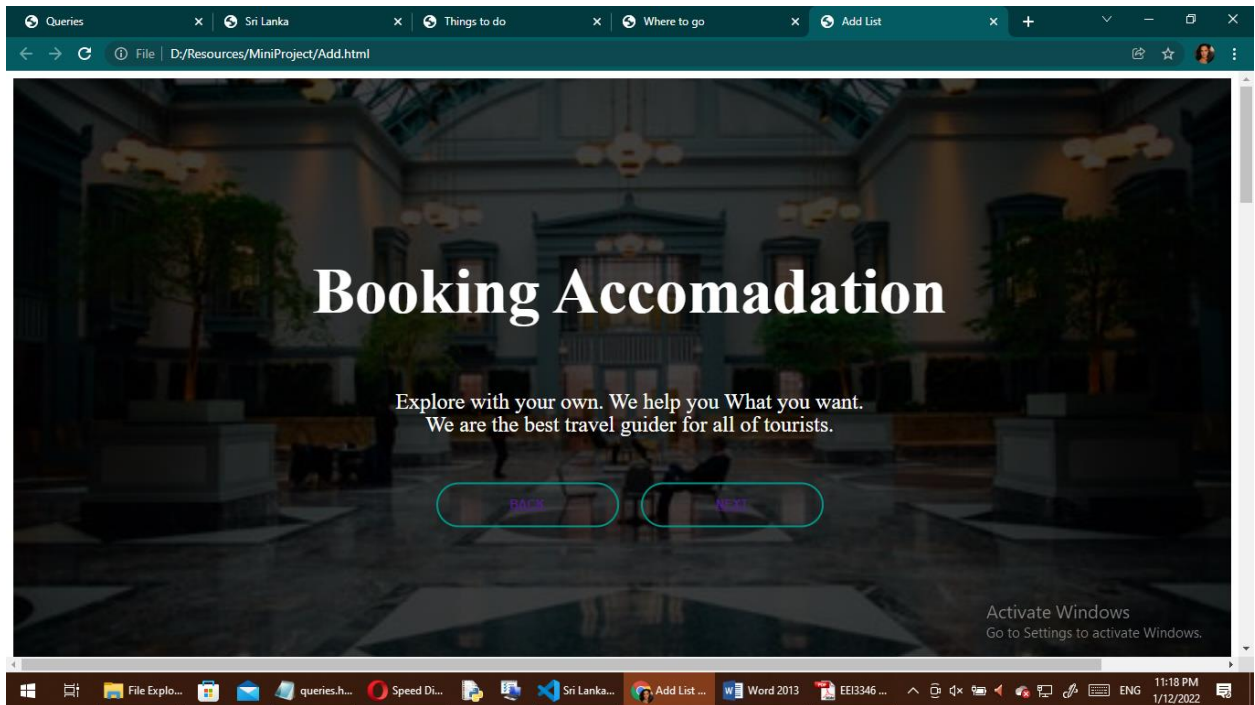 Queries
Sri Lanka
Things to do
Where to go
Add List
File | D:/Resources/MiniProject/Add.html
Booking Accomadation
Explore with your own. We help you What you want.
We are the best travel guider for all of tourists.
BACK
NEXT
Activate Windows
Go to Settings to activate Windows.
File Explo...
queries.h...
Speed Di...
Sri Lanka...
Add List ...
Word 2013
EEI3346 ...
ENG
11:18 PM
1/12/2022